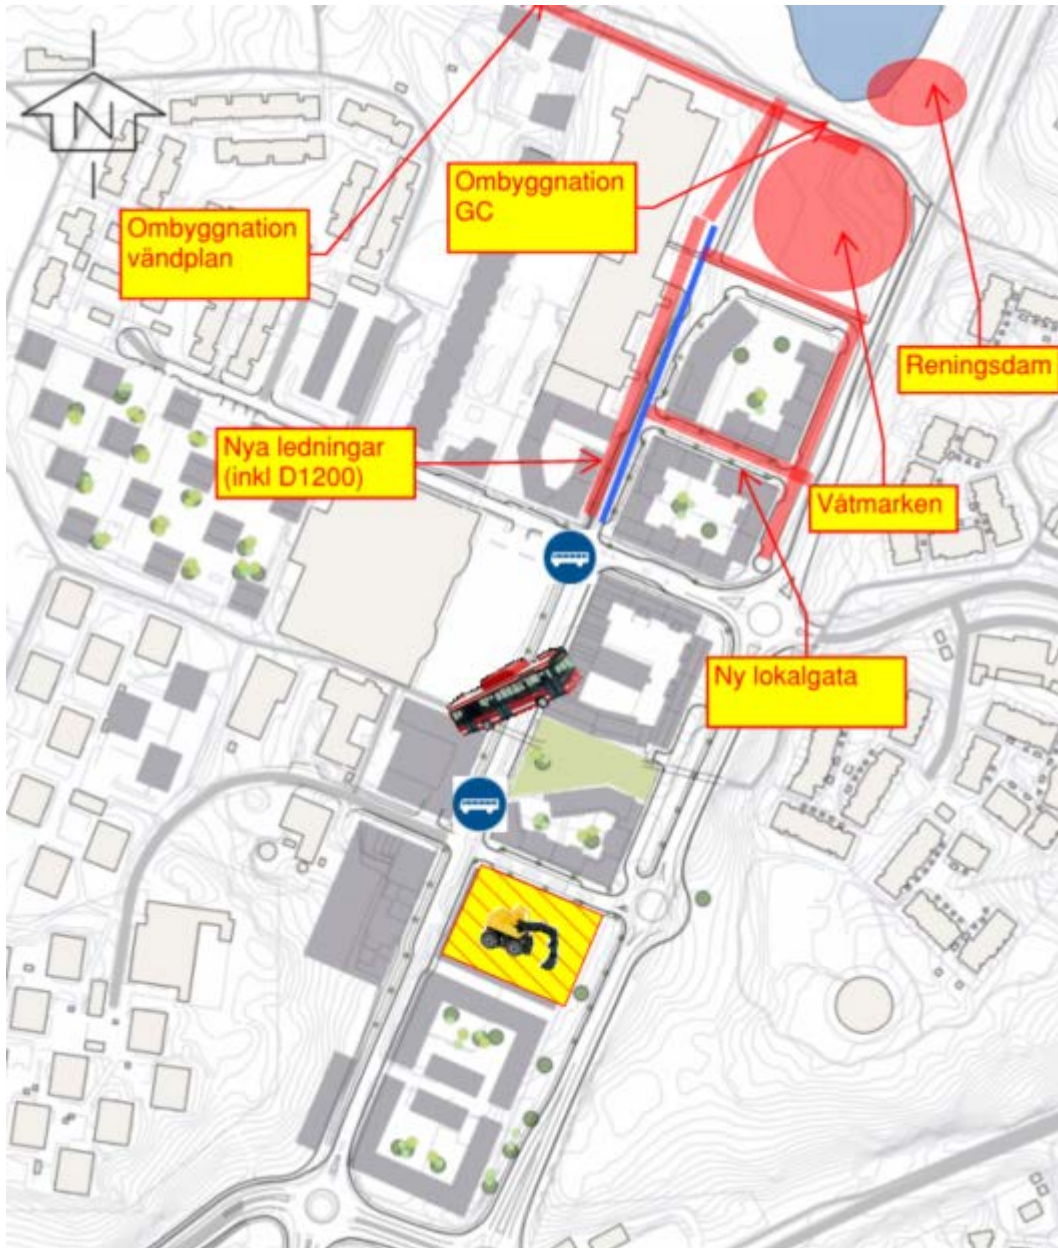 N
Ombyggnation
GC
Ombyggnation
vändplan
Reningsdam
Nya ledningar
(inkl D1200)
Våtmarken
Ny lokalgata